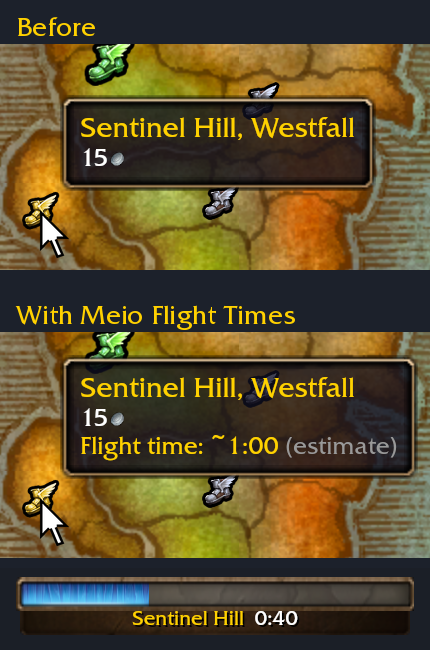 Before
Sentinel Hill, Westfall
15
With Meio Flight Times
Sentinel Hill, Westfall
15
Flight time: ~1:00 (estimate)
Sentinel Hill 0:40